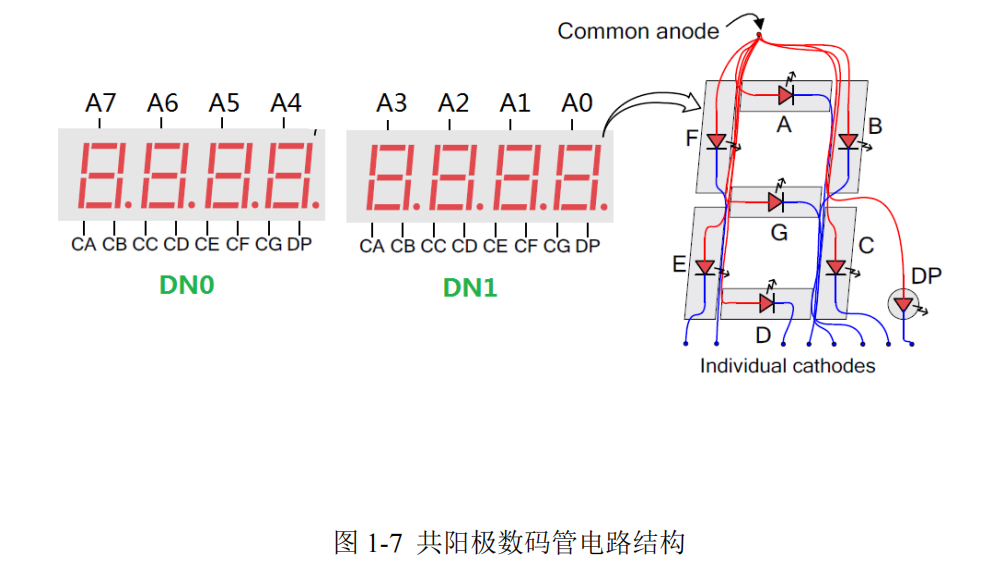 Common anode
A7 A6 A5 A4
A3 A2 A1 A0
CA CB CC CD CE CF CG DP
CA CB CC CD CE CF CG DP
DN0
DN1
A
F
B
G
E
C
DP
D
Individual cathodes
图 1-7 共阳极数码管电路结构